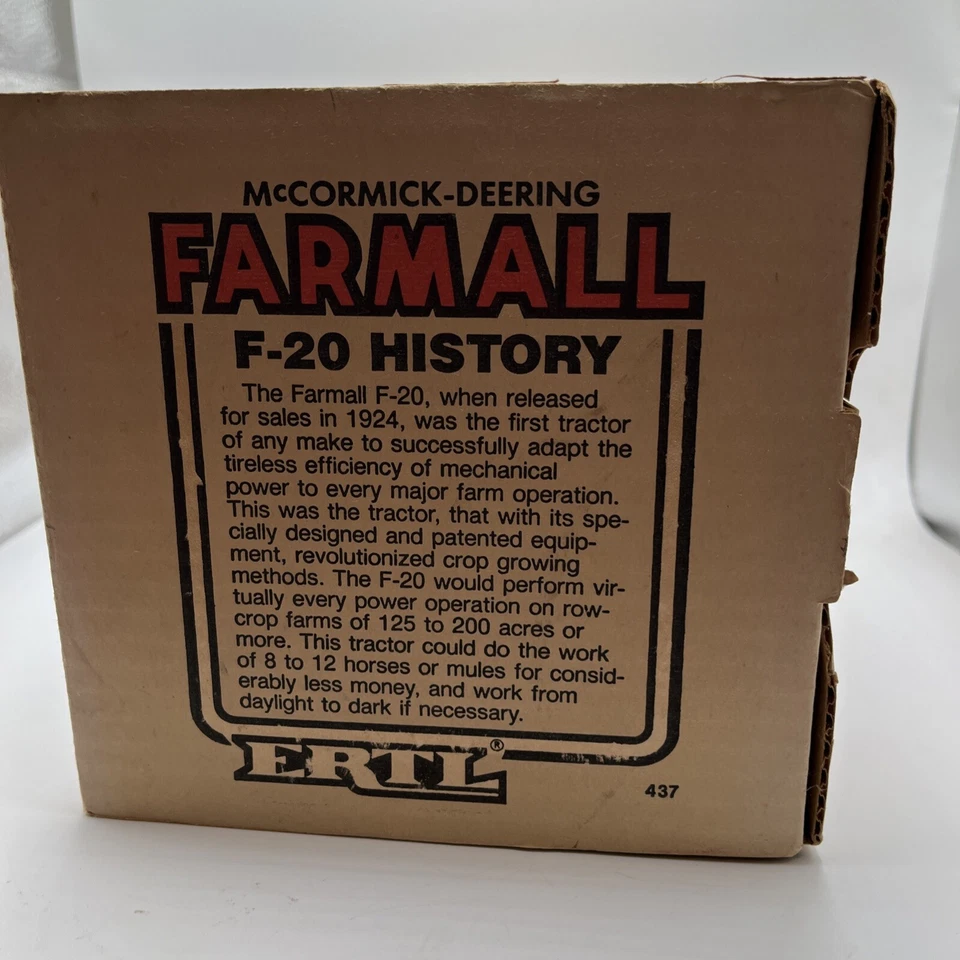 McCORMICK-DEERING
FARMALL
F-20 HISTORY
The Farmall F-20, when released
for sales in 1924, was the first tractor
of any make to successfully adapt the
tireless efficiency of mechanical
power to every major farm operation.
This was the tractor, that with its spe-
cially designed and patented equip-
ment, revolutionized crop growing
methods. The F-20 would perform vir-
tually every power operation on row-
crop farms of 125 to 200 acres or
more. This tractor could do the work
of 8 to 12 horses or mules for consid-
erably less money, and work from
daylight to dark if necessary.
ERTL®
437